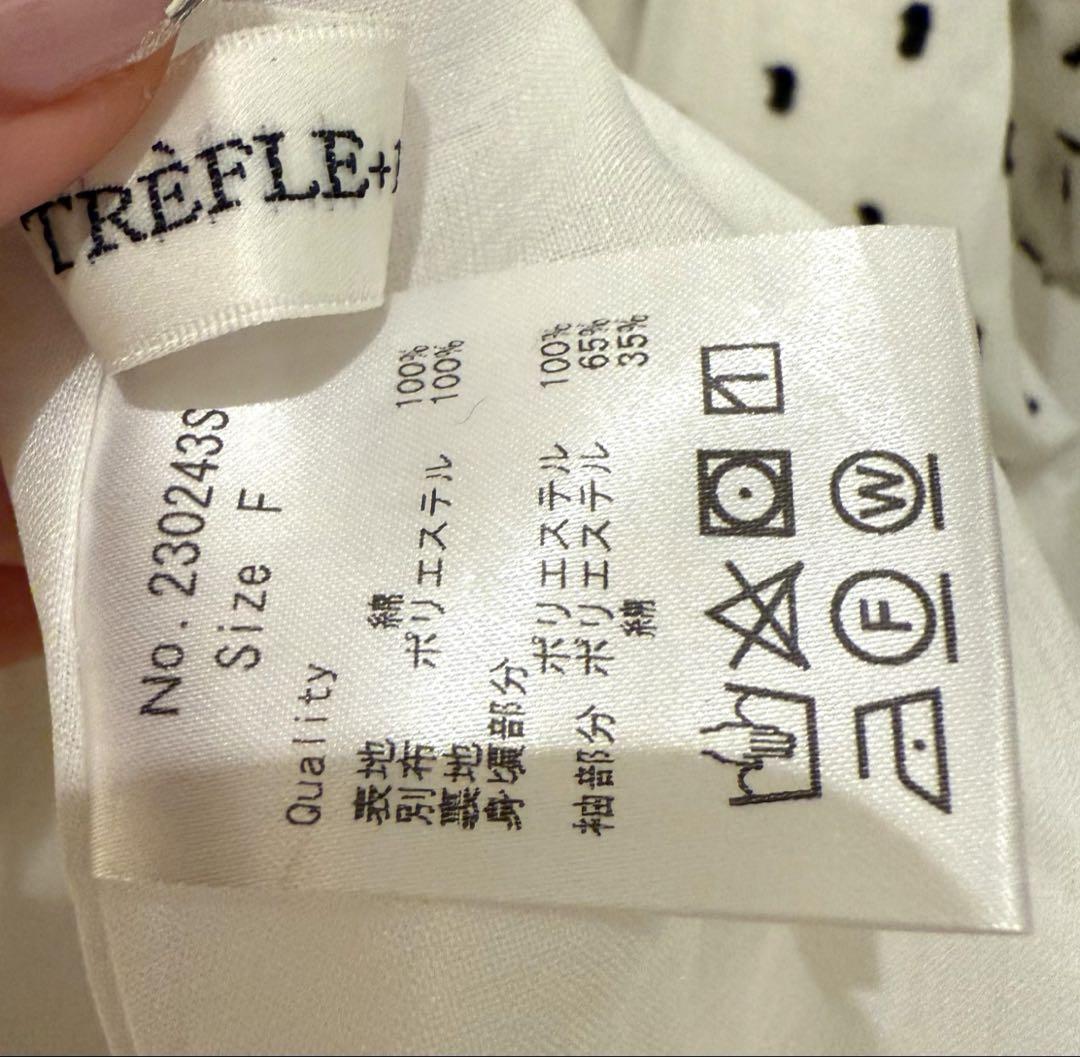 TRÈFLE+1
No.230243S
Size F
Quality
表地 綿 100%
別布 ポリエステル 100%
裏地
身頃部分 ポリエステル 100%
袖部分 ポリエステル 65%
綿 35%
W
F